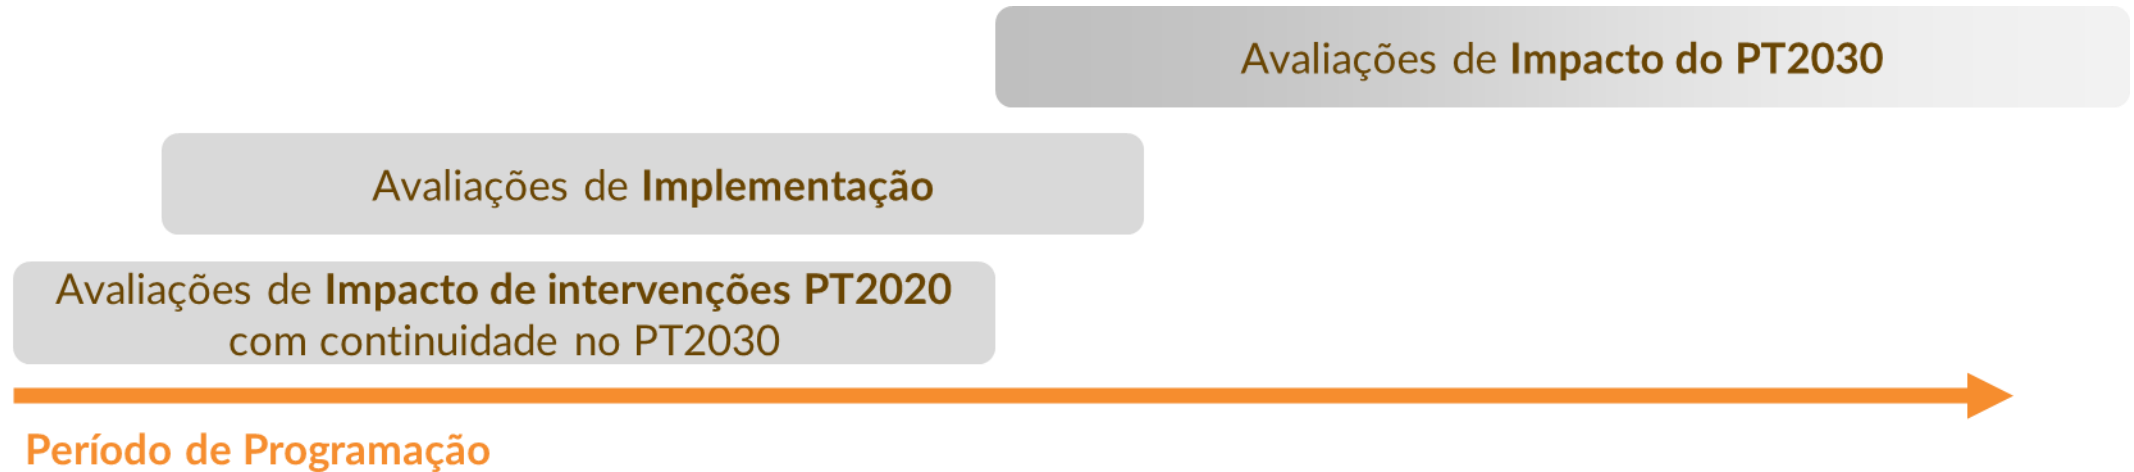 Avaliações de Impacto do PT2030
Avaliações de Implementação
Avaliações de Impacto de intervenções PT2020
com continuidade no PT2030
Período de Programação